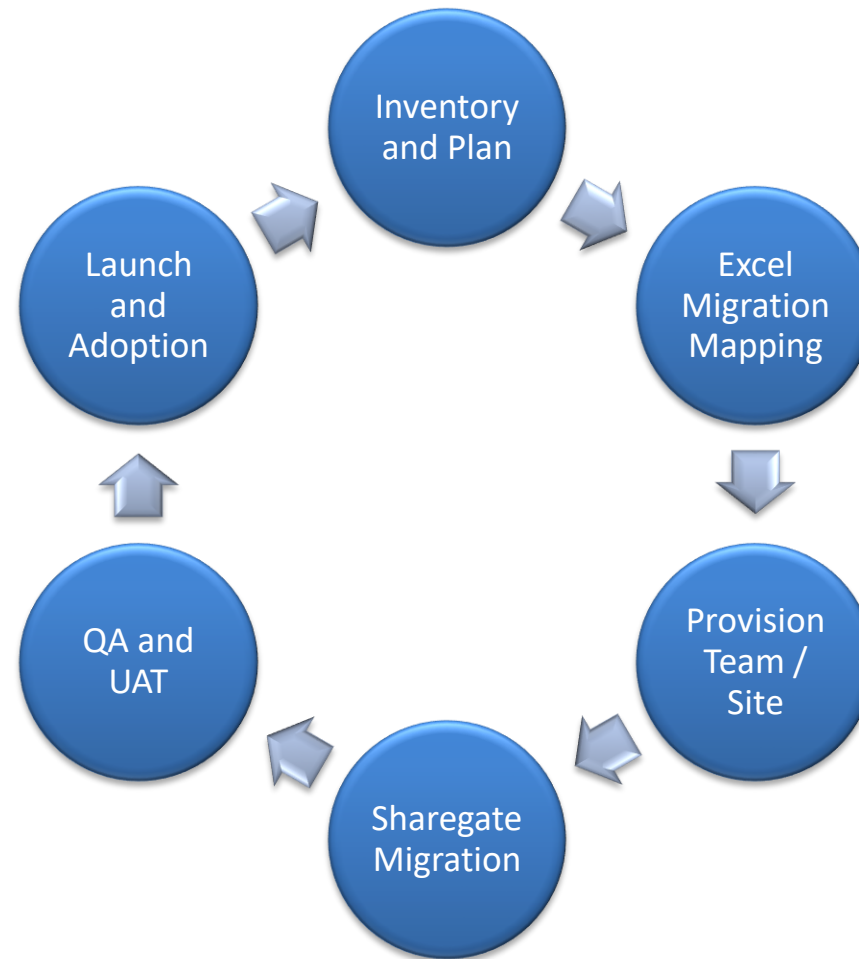 Inventory
and Plan
Excel
Migration
Mapping
Provision
Team /
Site
Sharegate
Migration
QA and
UAT
Launch
and
Adoption